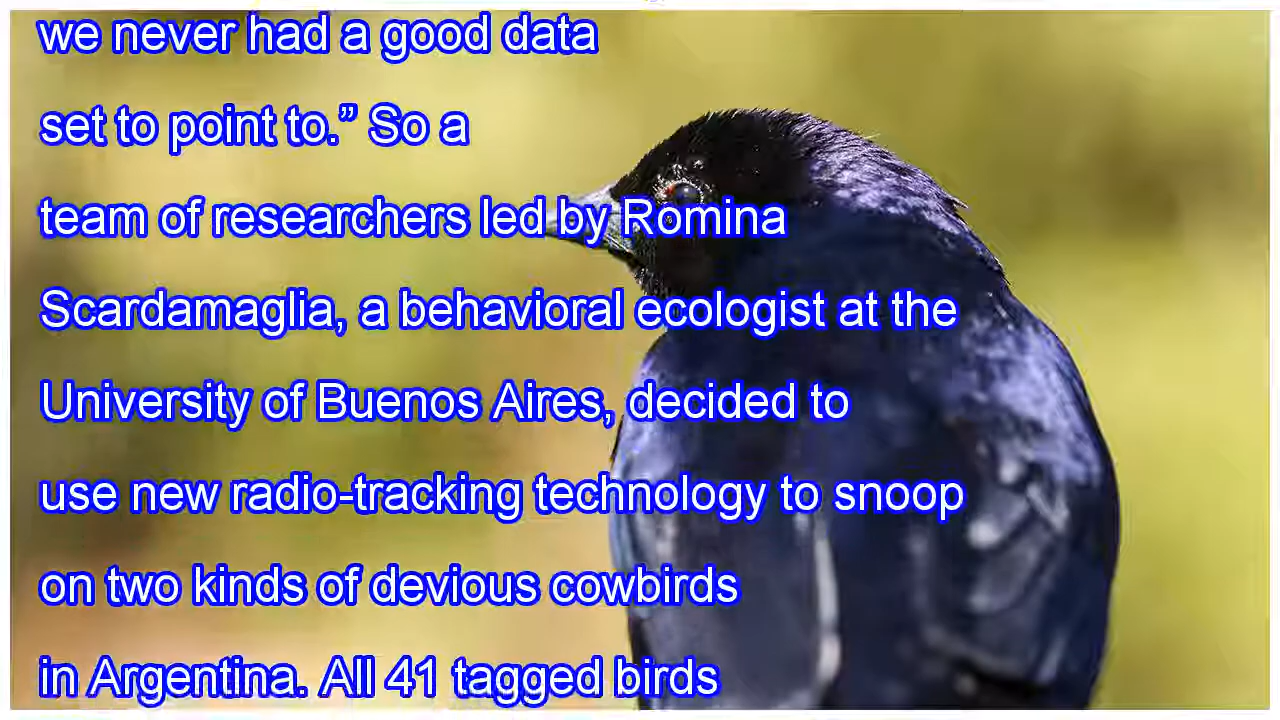 we never had a good data
set to point to.” So a
team of researchers led by Romina
Scardamaglia, a behavioral ecologist at the
University of Buenos Aires, decided to
use new radio-tracking technology to snoop
on two kinds of devious cowbirds
in Argentina. All 41 tagged birds